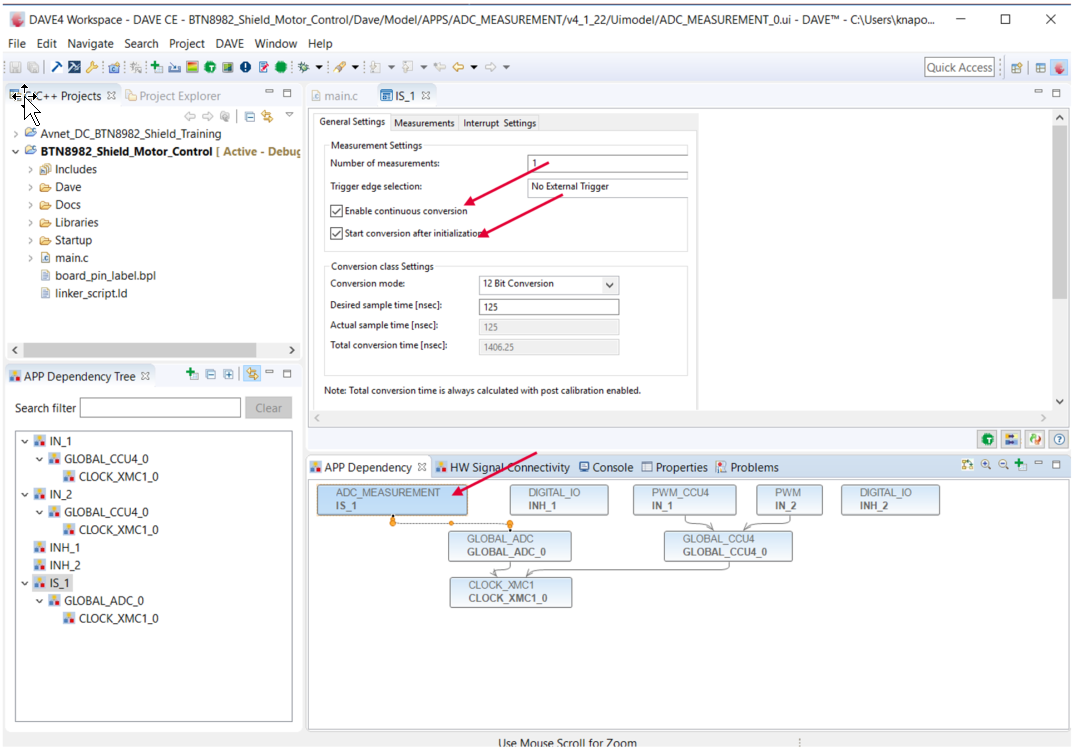 DAVE4 Workspace - DAVE CE - BTN8982_Shield_Motor_Control/Dave/Model/APPS/ADC_MEASUREMENT/v4_1_22/Uimodel/ADC_MEASUREMENT_0.ui - DAVE™ - C:\Users\knapo...
File Edit Navigate Search Project DAVE Window Help
Quick Access
C++ Projects Project Explorer
Avnet_DC_BTN8982_Shield_Training
BTN8982_Shield_Motor_Control [ Active - Debug
Includes
Dave
Docs
Libraries
Startup
main.c
board_pin_label.bpl
linker_script.ld
main.c IS_1
General Settings Measurements Interrupt Settings
Measurement Settings
Number of measurements: 1
Trigger edge selection: No External Trigger
Enable continuous conversion
Start conversion after initialization
Conversion class Settings
Conversion mode: 12 Bit Conversion
Desired sample time [nsec]: 125
Actual sample time [nsec]: 125
Total conversion time [nsec]: 1406.25
Note: Total conversion time is always calculated with post calibration enabled.
APP Dependency Tree
Search filter Clear
IN_1
GLOBAL_CCU4_0
CLOCK_XMC1_0
IN_2
GLOBAL_CCU4_0
CLOCK_XMC1_0
INH_1
INH_2
IS_1
GLOBAL_ADC_0
CLOCK_XMC1_0
APP Dependency HW Signal Connectivity Console Properties Problems
ADC_MEASUREMENT
IS_1
DIGITAL_IO
INH_1
PWM_CCU4
IN_1
PWM
IN_2
DIGITAL_IO
INH_2
GLOBAL_ADC
GLOBAL_ADC_0
GLOBAL_CCU4
GLOBAL_CCU4_0
CLOCK_XMC1
CLOCK_XMC1_0
Use Mouse Scroll for Zoom